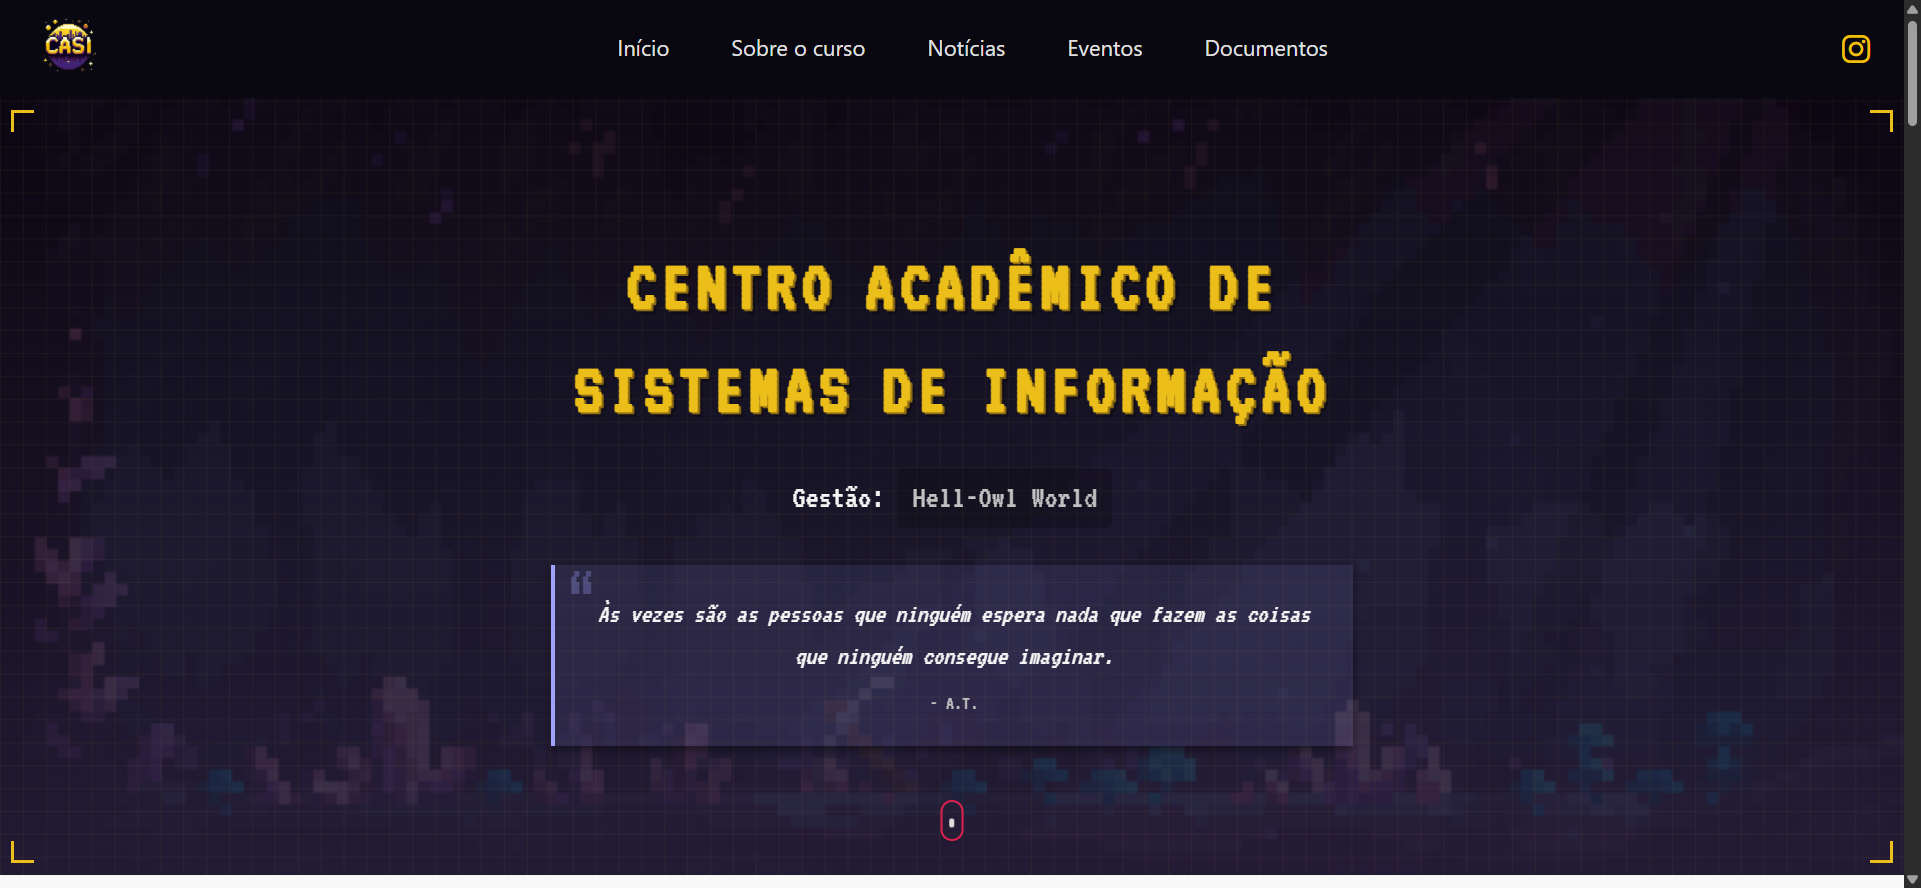 CASI
Início
Sobre o curso
Notícias
Eventos
Documentos
CENTRO ACADÊMICO DE
SISTEMAS DE INFORMAÇÃO
Gestão: Hell-Owl World
“
Às vezes são as pessoas que ninguém espera nada que fazem as coisas
que ninguém consegue imaginar.
- A.T.